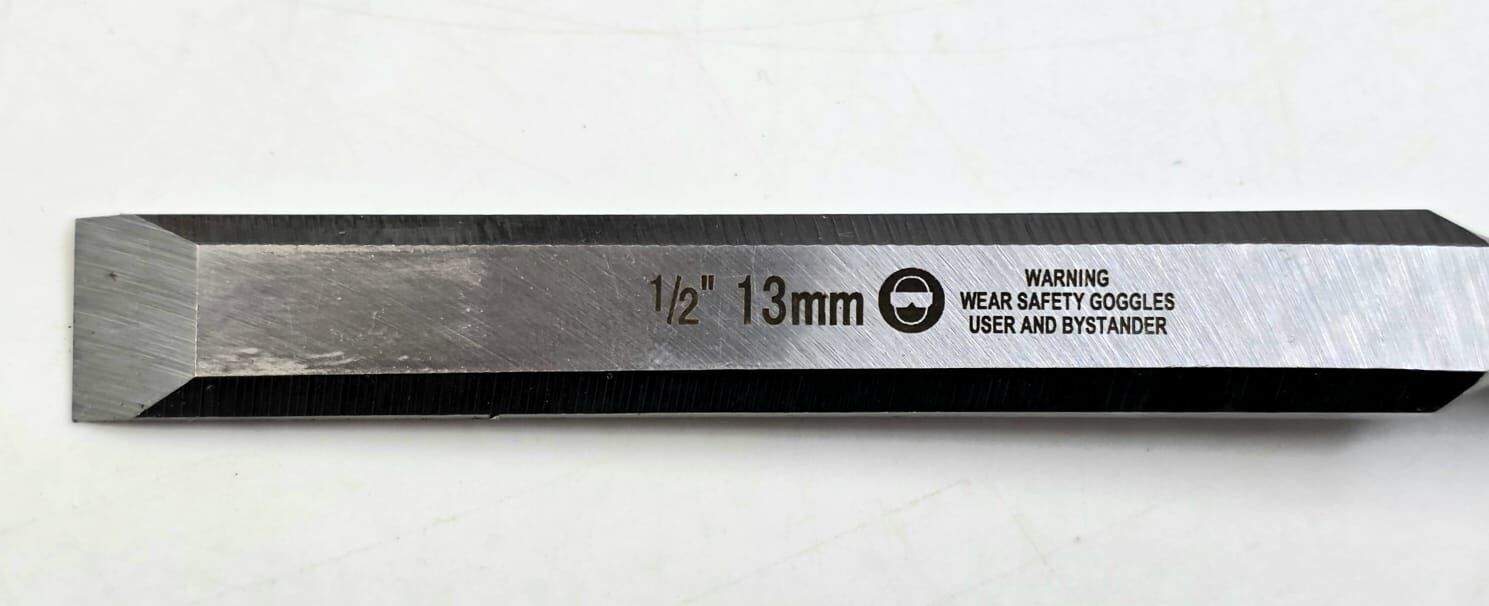 1/2" 13mm
WARNING
WEAR SAFETY GOGGLES
USER AND BYSTANDER